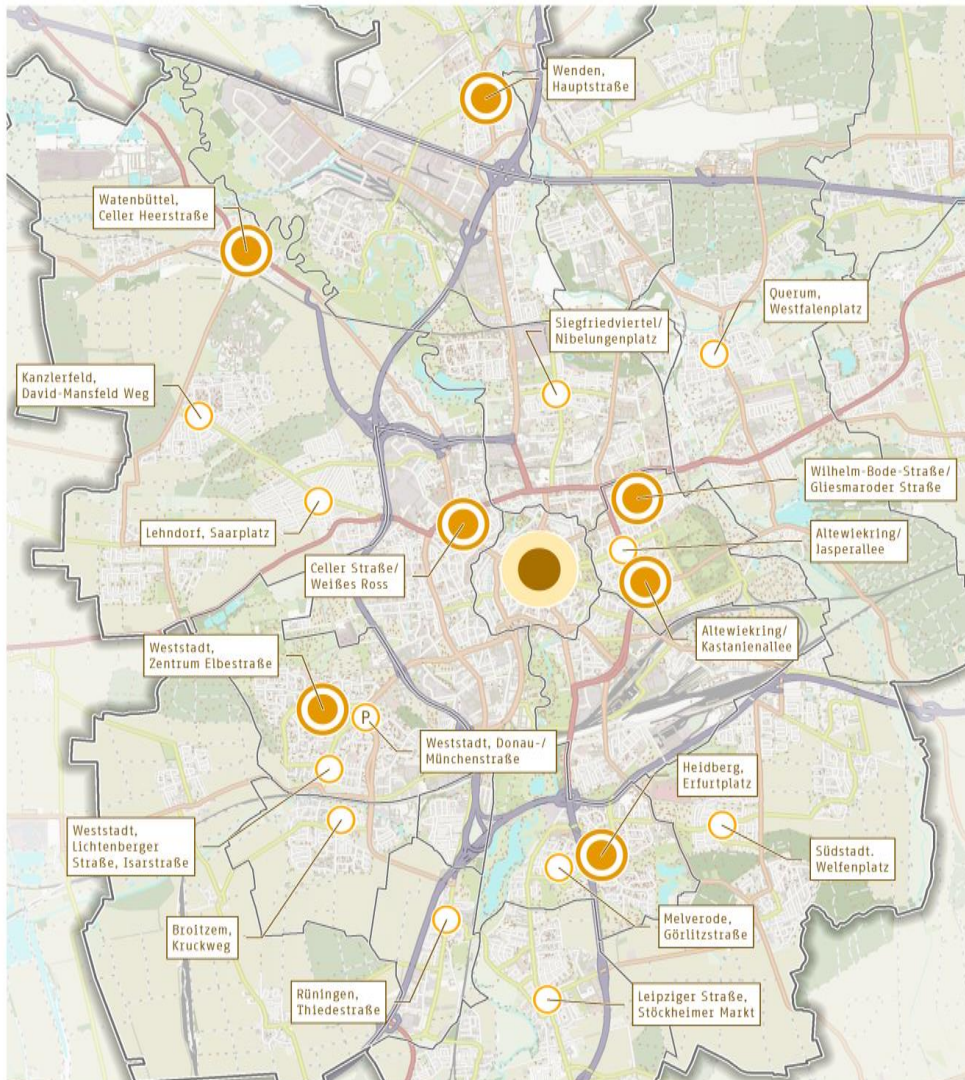 Wenden,
Hauptstraße
Watenbüttel,
Celler Heerstraße
Querum,
Westfalenplatz
Siegfriedviertel/
Nibelungenplatz
Kanzlerfeld,
David-Mansfeld Weg
Wilhelm-Bode-Straße/
Gliesmaroder Straße
Lehndorf, Saarplatz
Altewiekring/
Jasperallee
Celler Straße/
Weißes Ross
Altewiekring/
Kastanienallee
Weststadt,
Zentrum Elbestraße
P
Weststadt, Donau-/
Münchenstraße
Heidberg,
Erfurtplatz
Weststadt,
Lichtenberger
Straße, Isarstraße
Südstadt.
Welfenplatz
Broitzem,
Kruckweg
Melverode,
Görlitzstraße
Rüningen,
Thiedestraße
Leipziger Straße,
Stöckheimer Markt